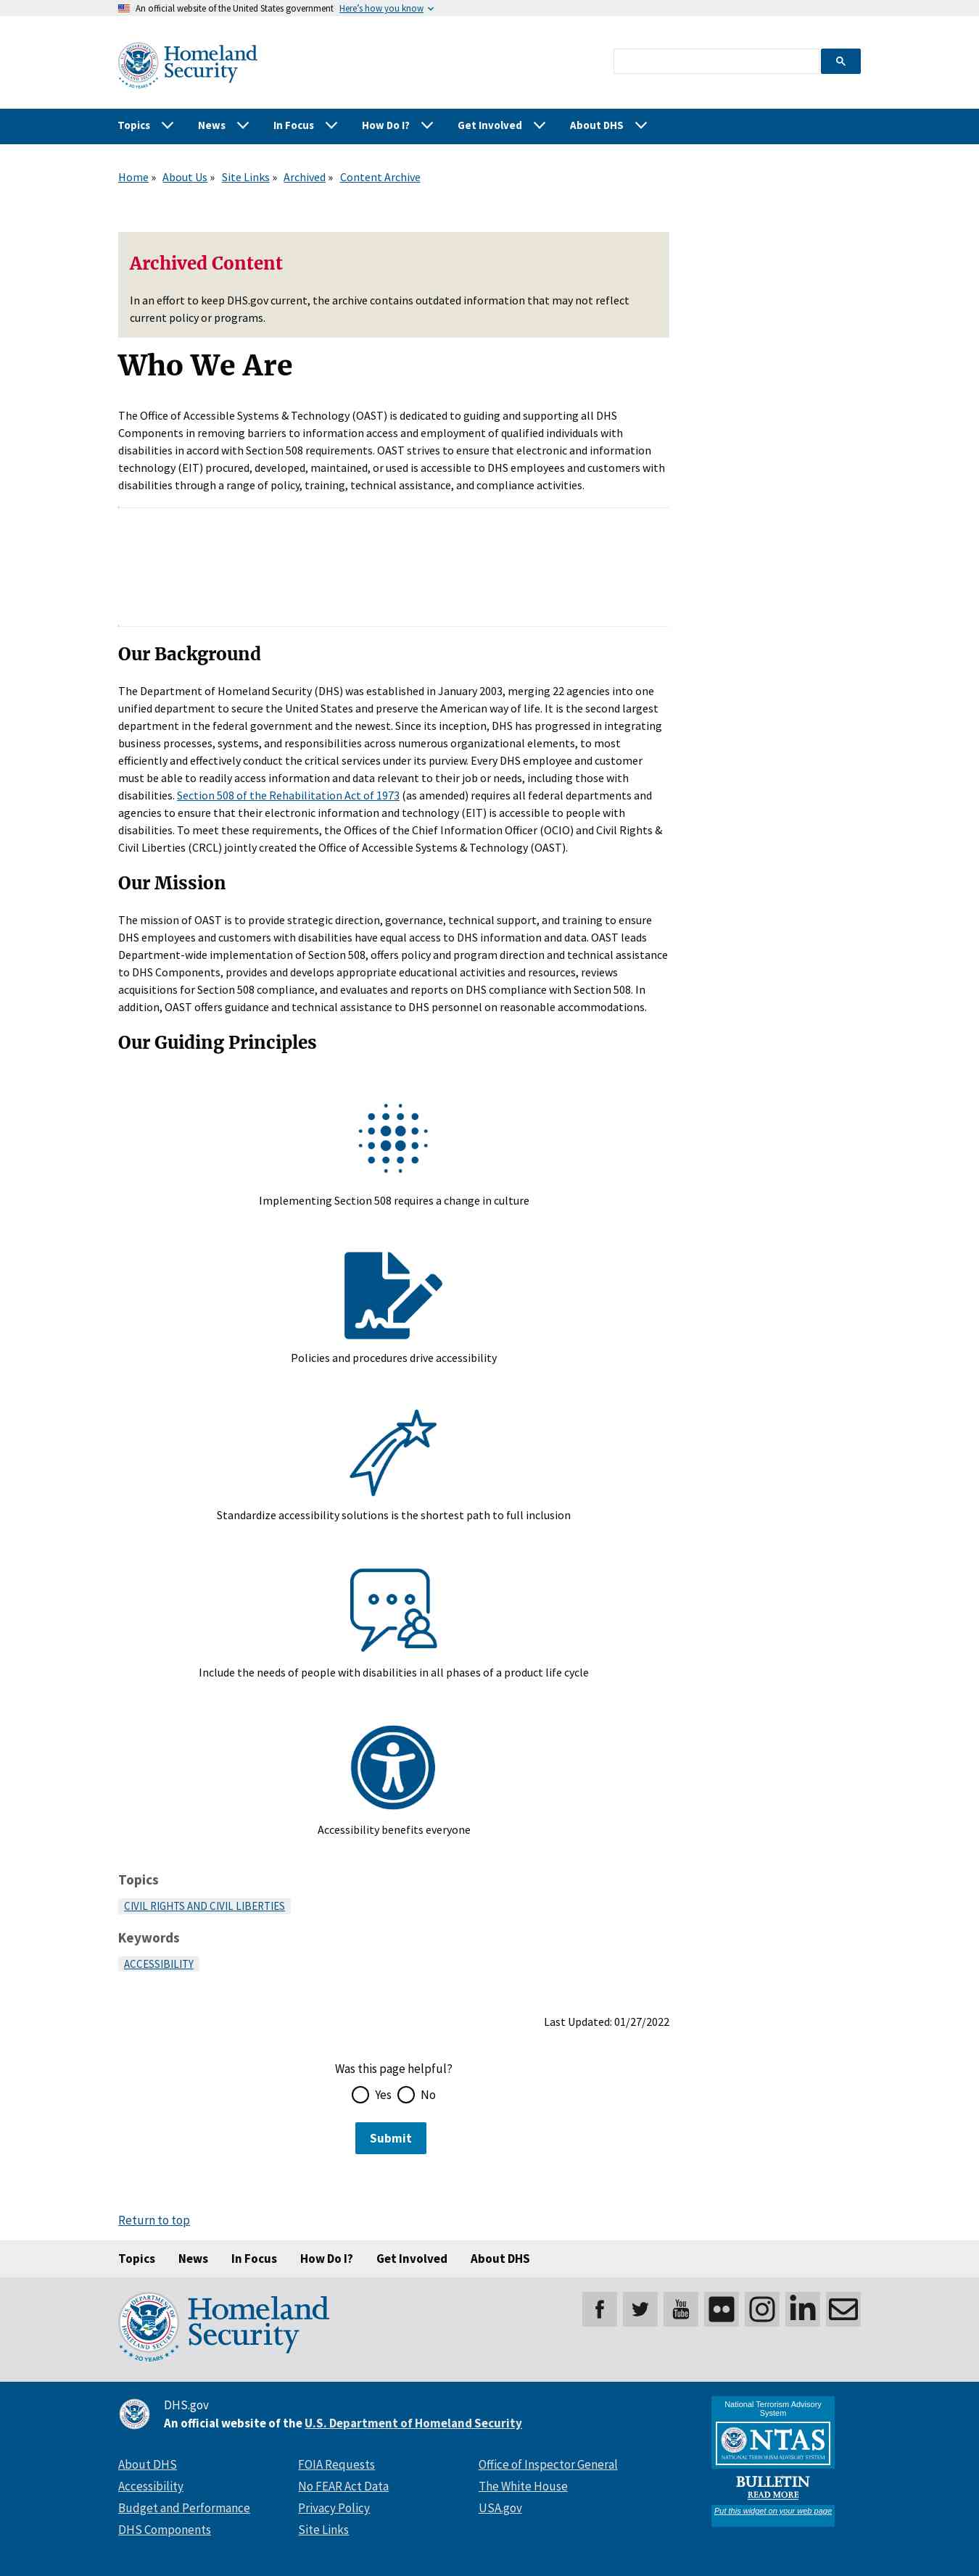 An official website of the United States government Here's how you know
Homeland
Security
20 YEARS
Topics News In Focus How Do I? Get Involved About DHS
Home » About Us » Site Links » Archived » Content Archive
Archived Content
In an effort to keep DHS.gov current, the archive contains outdated information that may not reflect
current policy or programs.
Who We Are
The Office of Accessible Systems & Technology (OAST) is dedicated to guiding and supporting all DHS
Components in removing barriers to information access and employment of qualified individuals with
disabilities in accord with Section 508 requirements. OAST strives to ensure that electronic and information
technology (EIT) procured, developed, maintained, or used is accessible to DHS employees and customers with
disabilities through a range of policy, training, technical assistance, and compliance activities.
Our Background
The Department of Homeland Security (DHS) was established in January 2003, merging 22 agencies into one
unified department to secure the United States and preserve the American way of life. It is the second largest
department in the federal government and the newest. Since its inception, DHS has progressed in integrating
business processes, systems, and responsibilities across numerous organizational elements, to most
efficiently and effectively conduct the critical services under its purview. Every DHS employee and customer
must be able to readily access information and data relevant to their job or needs, including those with
disabilities. Section 508 of the Rehabilitation Act of 1973 (as amended) requires all federal departments and
agencies to ensure that their electronic information and technology (EIT) is accessible to people with
disabilities. To meet these requirements, the Offices of the Chief Information Officer (OCIO) and Civil Rights &
Civil Liberties (CRCL) jointly created the Office of Accessible Systems & Technology (OAST).
Our Mission
The mission of OAST is to provide strategic direction, governance, technical support, and training to ensure
DHS employees and customers with disabilities have equal access to DHS information and data. OAST leads
Department-wide implementation of Section 508, offers policy and program direction and technical assistance
to DHS Components, provides and develops appropriate educational activities and resources, reviews
acquisitions for Section 508 compliance, and evaluates and reports on DHS compliance with Section 508. In
addition, OAST offers guidance and technical assistance to DHS personnel on reasonable accommodations.
Our Guiding Principles
Implementing Section 508 requires a change in culture
Policies and procedures drive accessibility
Standardize accessibility solutions is the shortest path to full inclusion
Include the needs of people with disabilities in all phases of a product life cycle
Accessibility benefits everyone
Topics
CIVIL RIGHTS AND CIVIL LIBERTIES
Keywords
ACCESSIBILITY
Last Updated: 01/27/2022
Was this page helpful?
Yes No
Submit
Return to top
Topics News In Focus How Do I? Get Involved About DHS
U.S. DEPARTMENT OF
HOMELAND SECURITY
20 YEARS
Homeland
Security
f You Tube in
DHS.gov
An official website of the U.S. Department of Homeland Security
About DHS FOIA Requests Office of Inspector General
Accessibility No FEAR Act Data The White House
Budget and Performance Privacy Policy USA.gov
DHS Components Site Links
National Terrorism Advisory
System
NTAS
NATIONAL TERRORISM ADVISORY SYSTEM
BULLETIN
READ MORE
Put this widget on your web page